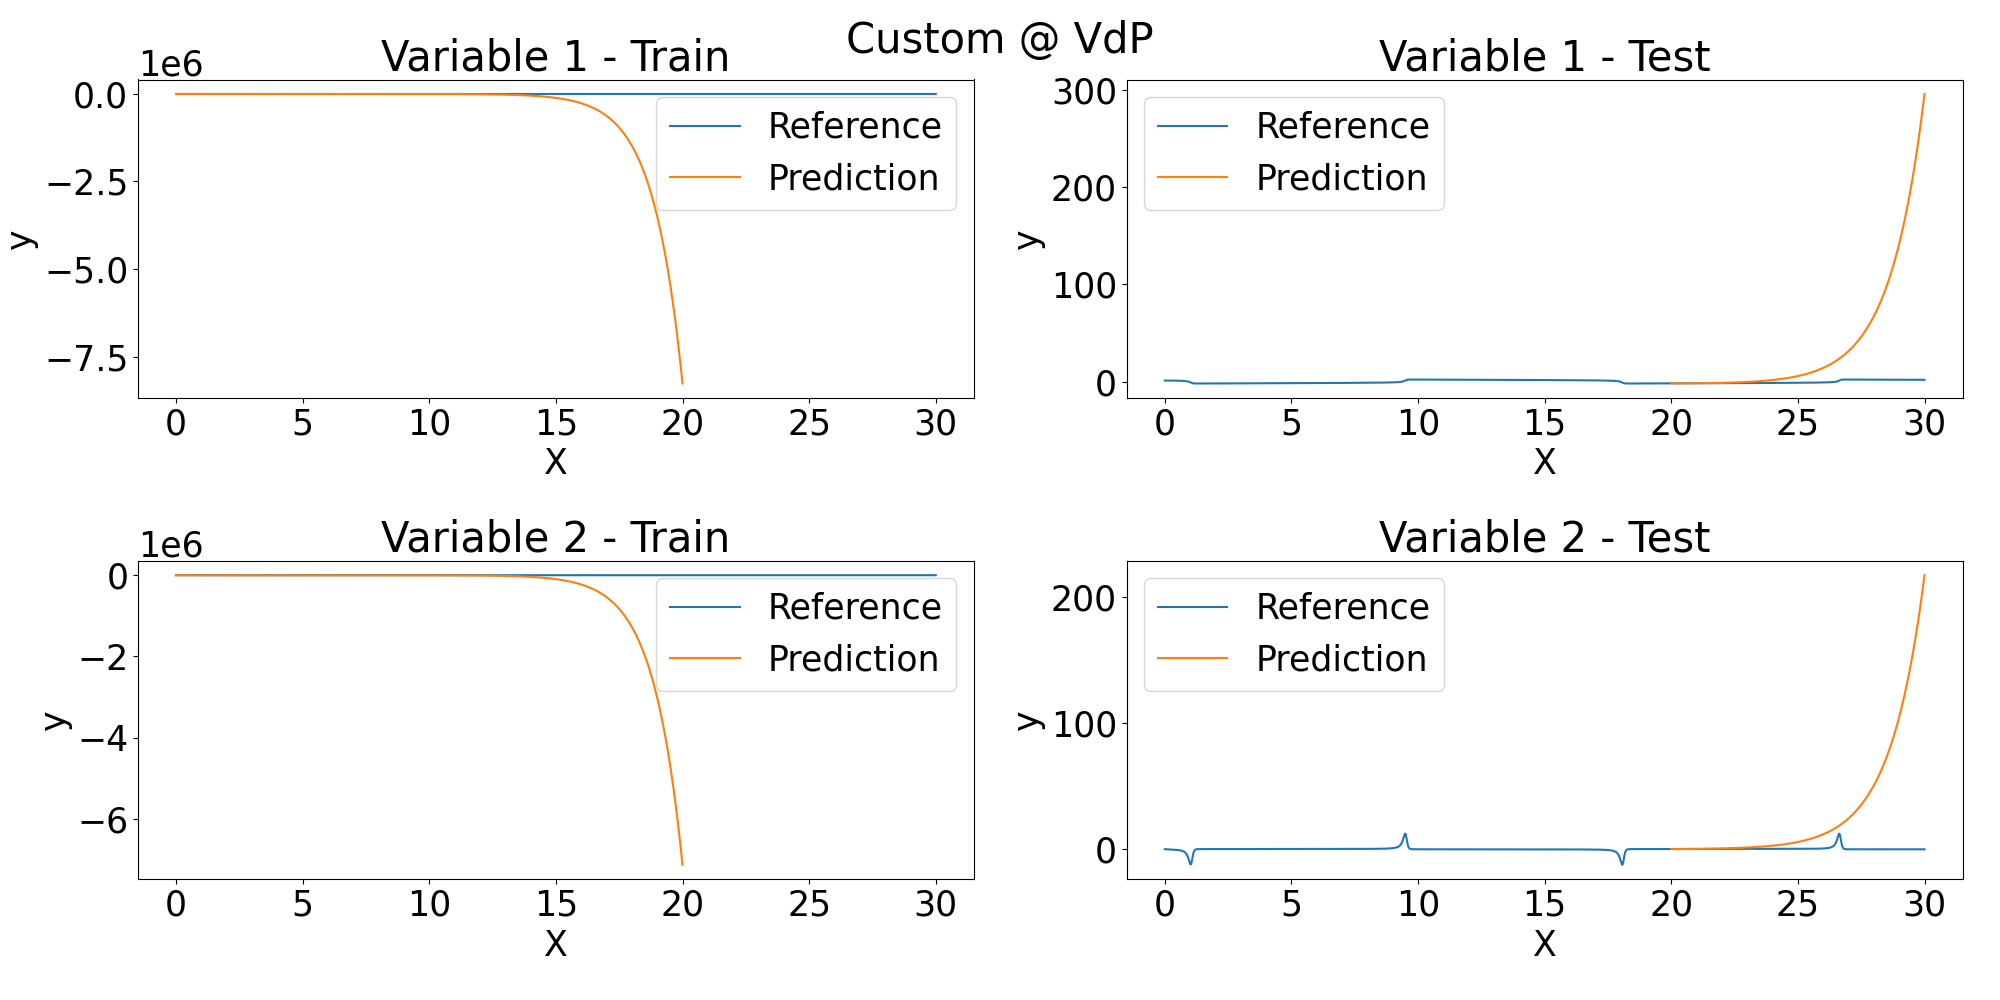 Custom @ VdP
Variable 1 - Train
1e6
0.0
−2.5
−5.0
−7.5
y
0 5 10 15 20 25 30
X
Reference
Prediction
Variable 1 - Test
300
200
100
0
y
0 5 10 15 20 25 30
X
Reference
Prediction
Variable 2 - Train
1e6
0
−2
−4
−6
y
0 5 10 15 20 25 30
X
Reference
Prediction
Variable 2 - Test
200
100
0
y
0 5 10 15 20 25 30
X
Reference
Prediction